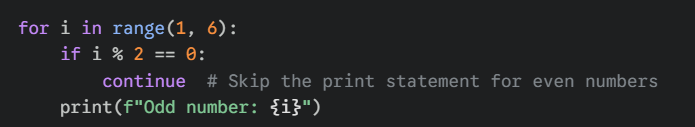 for i in range(1, 6):
    if i % 2 == 0:
        continue  # Skip the print statement for even numbers
    print(f"Odd number: {i}")